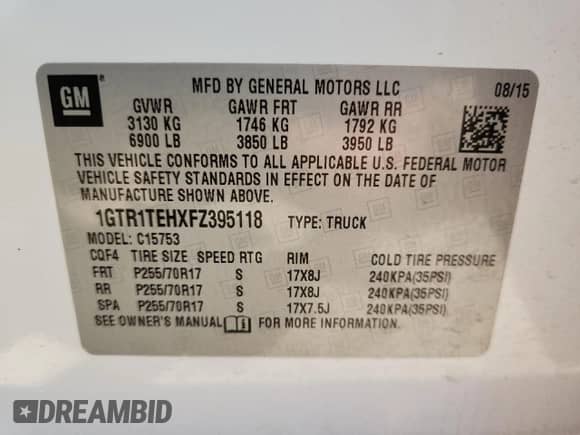 GM
®
MFD BY GENERAL MOTORS LLC
08/15
GVWR GAWR FRT GAWR RR
3130 KG 1746 KG 1792 KG
6900 LB 3850 LB 3950 LB
THIS VEHICLE CONFORMS TO ALL APPLICABLE U.S. FEDERAL MOTOR
VEHICLE SAFETY STANDARDS IN EFFECT ON THE DATE OF
MANUFACTURE SHOWN ABOVE.
1GTR1TEHXFZ395118 TYPE: TRUCK
MODEL: C15753
CQF4 TIRE SIZE SPEED RTG RIM COLD TIRE PRESSURE
FRT P255/70R17 S 17X8J 240KPA(35PSI)
RR P255/70R17 S 17X8J 240KPA(35PSI)
SPA P255/70R17 S 17X7.5J 240KPA(35PSI)
SEE OWNER'S MANUAL FOR MORE INFORMATION.
DREAMBID